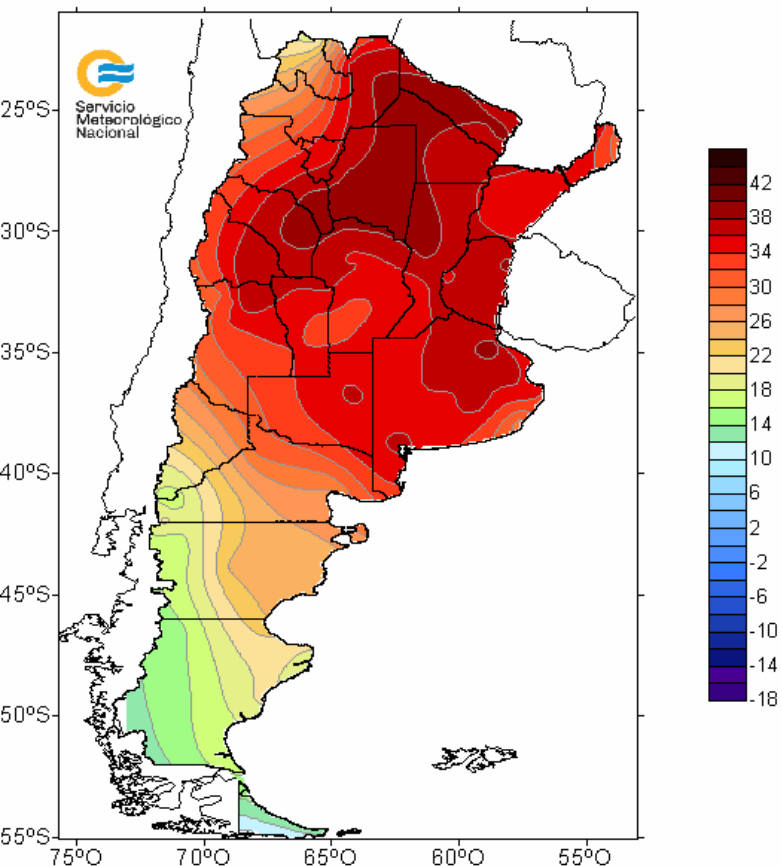 Servicio
Meteorológico
Nacional
25ºS
30ºS
35ºS
40ºS
45ºS
50ºS
55ºS
75ºO
70ºO
65ºO
60ºO
55ºO
42
38
34
30
26
22
18
14
10
6
2
-2
-6
-10
-14
-18